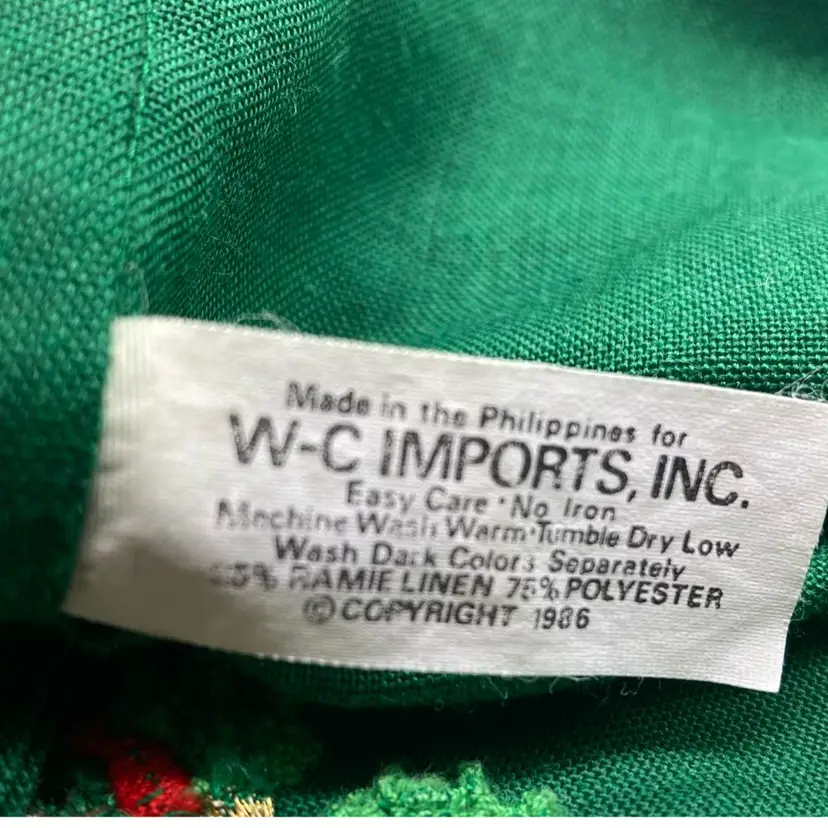 Made in the Philippines for
W-C IMPORTS, INC.
Easy Care · No Iron
Machine Wash Warm·Tumble Dry Low
Wash Dark Colors Separately
25% RAMIE LINEN 75% POLYESTER
© COPYRIGHT 1986